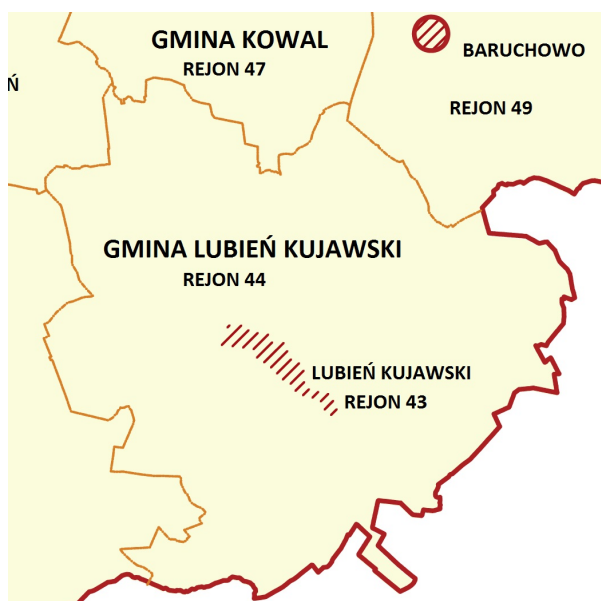 GMINA KOWAL
REJON 47
BARUCHOWO
Ń
REJON 49
GMINA LUBIEŃ KUJAWSKI
REJON 44
LUBIEŃ KUJAWSKI
REJON 43